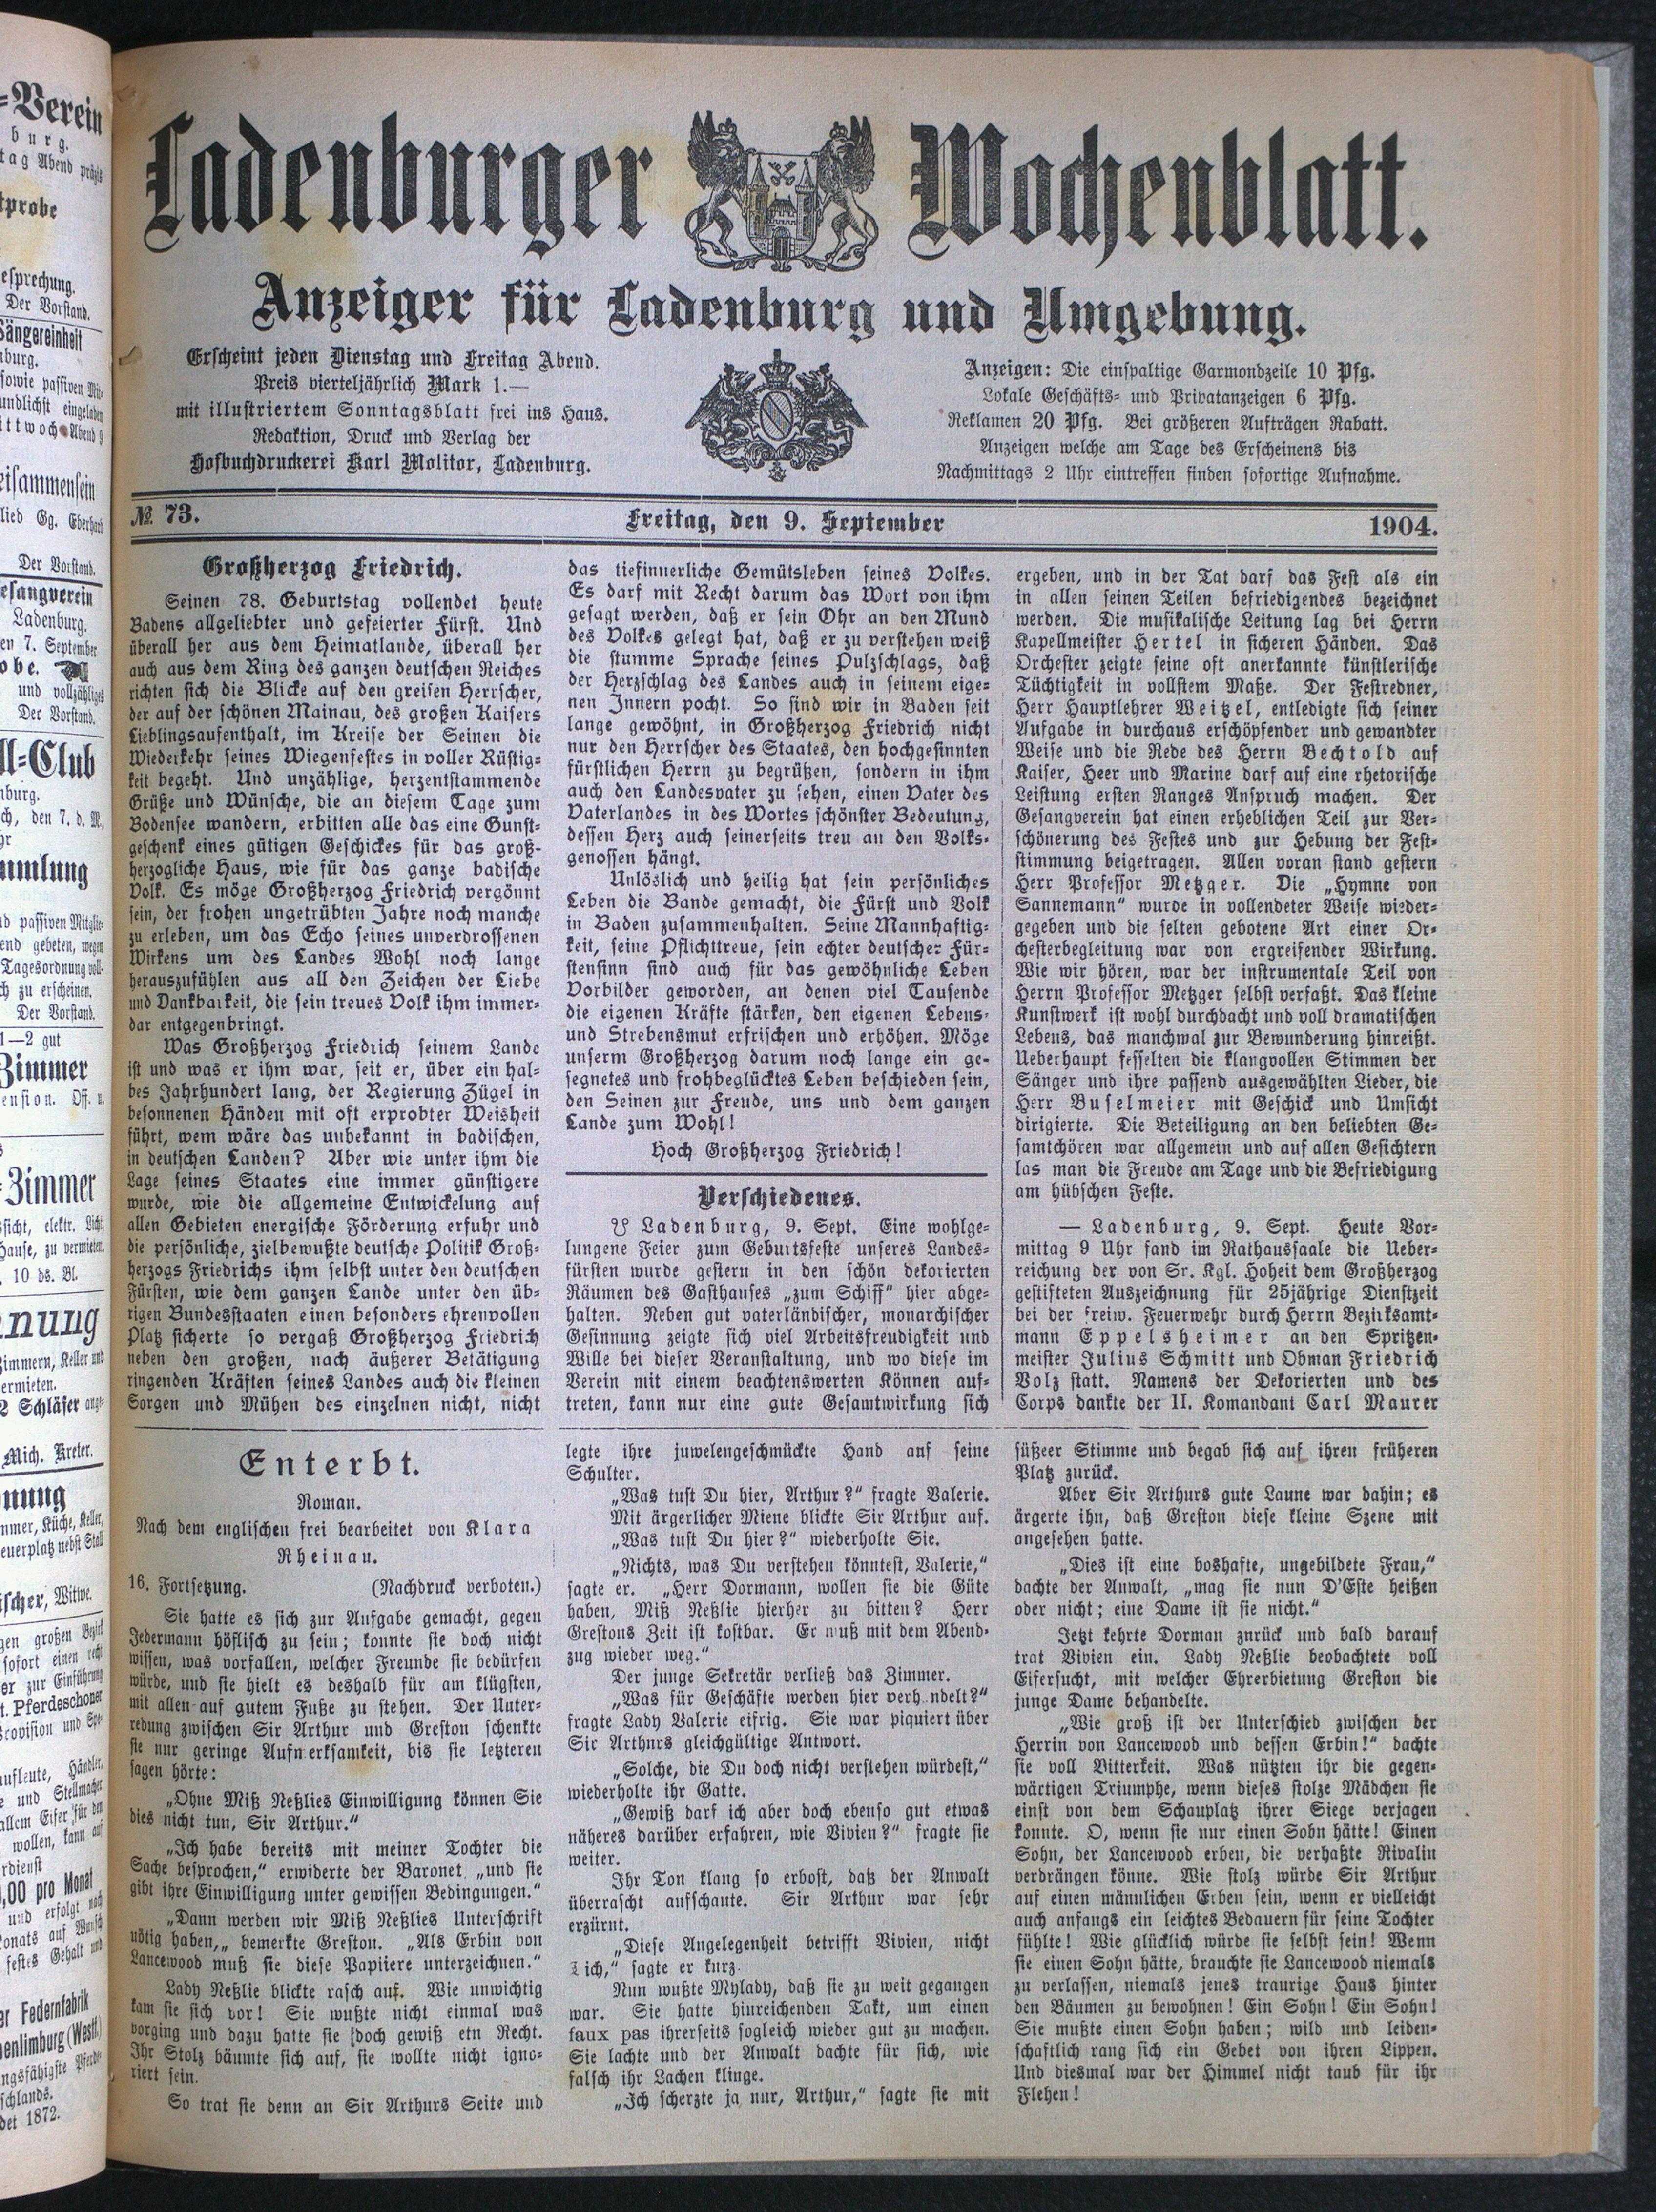 Ladenburger Wochenblatt.
Anzeiger für Ladenburg und Umgebung.
Erscheint jeden Dienstag und Freitag Abend.
Preis vierteljährlich Mark 1.—
mit illustriertem Sonntagsblatt frei ins Haus.
Redaktion, Druck und Verlag der
Hofbuchdruckerei Karl Molitor, Ladenburg.
Anzeigen: Die einspaltige Garmondzeile 10 Pfg.
Lokale Geschäfts- und Privatanzeigen 6 Pfg.
Reklamen 20 Pfg. Bei größeren Aufträgen Rabatt.
Anzeigen welche am Tage des Erscheinens bis
Nachmittags 2 Uhr eintreffen finden sofortige Aufnahme.
№ 73. Freitag, den 9. September 1904.
Großherzog Friedrich.
Seinen 78. Geburtstag vollendet heute
Badens allgeliebter und gefeierter Fürst. Und
überall her aus dem Heimatlande, überall her
auch aus dem Ring des ganzen deutschen Reiches
richten sich die Blicke auf den greisen Herrscher,
der auf der schönen Mainau, des großen Kaisers
Lieblingsaufenthalt, im Kreise der Seinen die
Wiederkehr seines Wiegenfestes in voller Rüstig-
keit begeht. Und unzählige, herzentstammende
Grüße und Wünsche, die an diesem Tage zum
Bodensee wandern, erbitten alle das eine Gunst-
geschenk eines gütigen Geschickes für das groß-
herzogliche Haus, wie für das ganze badische
Volk. Es möge Großherzog Friedrich vergönnt
sein, der frohen ungetrübten Jahre noch manche
zu erleben, um das Echo seines unverdrossenen
Wirkens um des Landes Wohl noch lange
herauszufühlen aus all den Zeichen der Liebe
und Dankbarkeit, die sein treues Volk ihm immer-
dar entgegenbringt.
Was Großherzog Friedrich seinem Lande
ist und was er ihm war, seit er, über ein hal-
bes Jahrhundert lang, der Regierung Zügel in
besonnenen Händen mit oft erprobter Weisheit
führt, wem wäre das unbekannt in badischen,
in deutschen Landen? Aber wie unter ihm die
Lage seines Staates eine immer günstigere
wurde, wie die allgemeine Entwickelung auf
allen Gebieten energische Förderung erfuhr und
die persönliche, zielbewußte deutsche Politik Groß-
herzogs Friedrichs ihm selbst unter den deutschen
Fürsten, wie dem ganzen Lande unter den üb-
rigen Bundesstaaten einen besonders ehrenvollen
Platz sicherte so vergaß Großherzog Friedrich
neben den großen, nach äußerer Betätigung
ringenden Kräften seines Landes auch die kleinen
Sorgen und Mühen des einzelnen nicht, nicht
das tiefinnerliche Gemütsleben seines Volkes.
Es darf mit Recht darum das Wort von ihm
gesagt werden, daß er sein Ohr an den Mund
des Volkes gelegt hat, daß er zu verstehen weiß
die stumme Sprache seines Pulzschlags, daß
der Herzschlag des Landes auch in seinem eige-
nen Innern pocht. So sind wir in Baden seit
lange gewöhnt, in Großherzog Friedrich nicht
nur den Herrscher des Staates, den hochgesinnten
fürstlichen Herrn zu begrüßen, sondern in ihm
auch den Landesvater zu sehen, einen Vater des
Vaterlandes in des Wortes schönster Bedeutung,
dessen Herz auch seinerseits treu an den Volks-
genossen hängt.
Unlöslich und heilig hat sein persönliches
Leben die Bande gemacht, die Fürst und Volk
in Baden zusammenhalten. Seine Mannhaftig-
keit, seine Pflichttreue, sein echter deutscher Für-
stensinn sind auch für das gewöhnliche Leben
Vorbilder geworden, an denen viel Tausende
die eigenen Kräfte stärken, den eigenen Lebens-
und Strebensmut erfrischen und erhöhen. Möge
unserm Großherzog darum noch lange ein ge-
segnetes und frohbeglücktes Leben beschieden sein,
den Seinen zur Freude, uns und dem ganzen
Lande zum Wohl!
Hoch Großherzog Friedrich!
Verschiedenes.
Ladenburg, 9. Sept. Eine wohlge-
lungene Feier zum Geburtsfeste unseres Landes-
fürsten wurde gestern in den schön dekorierten
Räumen des Gasthauses „zum Schiff“ hier abge-
halten. Neben gut vaterländischer, monarchischer
Gesinnung zeigte sich viel Arbeitsfreudigkeit und
Wille bei dieser Veranstaltung, und wo diese im
Verein mit einem beachtenswerten Können auf-
treten, kann nur eine gute Gesamtwirkung sich
ergeben, und in der Tat darf das Fest als ein
in allen seinen Teilen befriedigendes bezeichnet
werden. Die musikalische Leitung lag bei Herrn
Kapellmeister Hertel in sicheren Händen. Das
Orchester zeigte seine oft anerkannte künstlerische
Tüchtigkeit in vollstem Maße. Der Festredner,
Herr Hauptlehrer Weitzel, entledigte sich seiner
Aufgabe in durchaus erschöpfender und gewandter
Weise und die Rede des Herrn Bechtold auf
Kaiser, Heer und Marine darf auf eine rhetorische
Leistung ersten Ranges Anspruch machen. Der
Gesangverein hat einen erheblichen Teil zur Ver-
schönerung des Festes und zur Hebung der Fest-
stimmung beigetragen. Allen voran stand gestern
Herr Professor Metzger. Die „Hymne von
Sannemann“ wurde in vollendeter Weise wieder-
gegeben und die selten gebotene Art einer Or-
chesterbegleitung war von ergreifender Wirkung.
Wie wir hören, war der instrumentale Teil von
Herrn Professor Metzger selbst verfaßt. Das kleine
Kunstwerk ist wohl durchdacht und voll dramatischen
Lebens, das manchwal zur Bewunderung hinreißt.
Ueberhaupt fesselten die klangvollen Stimmen der
Sänger und ihre passend ausgewählten Lieder, die
Herr Buselmeier mit Geschick und Umsicht
dirigierte. Die Beteiligung an den beliebten Ge-
samtchören war allgemein und auf allen Gesichtern
las man die Freude am Tage und die Befriedigung
am hübschen Feste.
— Ladenburg, 9. Sept. Heute Vor-
mittag 9 Uhr fand im Rathaussaale die Ueber-
reichung der von Sr. Kgl. Hoheit dem Großherzog
gestifteten Auszeichnung für 25jährige Dienstzeit
bei der freiw. Feuerwehr durch Herrn Bezirksamt-
mann Eppelsheimer an den Spritzen-
meister Julius Schmitt und Obman Friedrich
Volz statt. Namens der Dekorierten und des
Corps dankte der II. Komandant Carl Maurer
Enterbt.
Roman.
Nach dem englischen frei bearbeitet von Klara
Rheinau.
16. Fortsetzung. (Nachdruck verboten.)
Sie hatte es sich zur Aufgabe gemacht, gegen
Jedermann höflisch zu sein; konnte sie doch nicht
wissen, was vorfallen, welcher Freunde sie bedürfen
würde, und sie hielt es deshalb für am klügsten,
mit allen auf gutem Fuße zu stehen. Der Unter-
redung zwischen Sir Arthur und Greston schenkte
sie nur geringe Aufmerksamkeit, bis sie letzteren
sagen hörte:
„Ohne Miß Neßlies Einwilligung können Sie
dies nicht tun, Sir Arthur.“
„Ich habe bereits mit meiner Tochter die
Sache besprochen,“ erwiderte der Baronet, „und sie
gibt ihre Einwilligung unter gewissen Bedingungen.“
„Dann werden wir Miß Neßlies Unterschrift
nötig haben,„ bemerkte Greston. „Als Erbin von
Lancewood muß sie diese Papiiere unterzeichnen.“
Lady Neßlie blickte rasch auf. Wie unwichtig
kam sie sich vor! Sie wußte nicht einmal was
vorging und dazu hatte sie doch gewiß etn Recht.
Ihr Stolz bäumte sich auf, sie wollte nicht igno-
riert sein.
So trat sie denn an Sir Arthurs Seite und
legte ihre juwelengeschmückte Hand auf seine
Schulter.
„Was tust Du hier, Arthur?“ fragte Valerie.
Mit ärgerlicher Miene blickte Sir Arthur auf.
„Was tust Du hier?“ wiederholte Sie.
„Nichts, was Du verstehen könntest, Valerie,“
sagte er. „Herr Dormann, wollen sie die Güte
haben, Miß Neßlie hierher zu bitten? Herr
Grestons Zeit ist kostbar. Er muß mit dem Abend-
zug wieder weg.“
Der junge Sekretär verließ das Zimmer.
„Was für Geschäfte werden hier verh ndelt?“
fragte Lady Valerie eifrig. Sie war piquiert über
Sir Arthurs gleichgültige Antwort.
„Solche, die Du doch nicht verstehen würdest,“
wiederholte ihr Gatte.
„Gewiß darf ich aber doch ebenso gut etwas
näheres darüber erfahren, wie Vivien?“ fragte sie
weiter.
Ihr Ton klang so erbost, daß der Anwalt
überrascht aufschaute. Sir Arthur war sehr
erzürnt.
„Diese Angelegenheit betrifft Vivien, nicht
Dich,“ sagte er kurz.
Nun wußte Mylady, daß sie zu weit gegangen
war. Sie hatte hinreichenden Takt, um einen
faux pas ihrerseits sogleich wieder gut zu machen.
Sie lachte und der Anwalt dachte für sich, wie
falsch ihr Lachen klinge.
„Ich scherzte ja nur, Arthur,“ sagte sie mit
süßeer Stimme und begab sich auf ihren früheren
Platz zurück.
Aber Sir Arthurs gute Laune war dahin; es
ärgerte ihn, daß Greston diese kleine Szene mit
angesehen hatte.
„Dies ist eine boshafte, ungebildete Frau,“
dachte der Anwalt, „mag sie nun D'Este heißen
oder nicht; eine Dame ist sie nicht.“
Jetzt kehrte Dorman znrück und bald darauf
trat Vivien ein. Lady Neßlie beobachtete voll
Eifersucht, mit welcher Ehrerbietung Greston die
junge Dame behandelte.
„Wie groß ist der Unterschied zwischen der
Herrin von Lancewood und dessen Erbin!“ dachte
sie voll Bitterkeit. Was nützten ihr die gegen-
wärtigen Triumphe, wenn dieses stolze Mädchen sie
einst von dem Schauplatz ihrer Siege verjagen
konnte. O, wenn sie nur einen Sohn hätte! Einen
Sohn, der Lancewood erben, die verhaßte Rivalin
verdrängen könne. Wie stolz würde Sir Arthur
auf einen männlichen Erben sein, wenn er vielleicht
auch anfangs ein leichtes Bedauern für seine Tochter
fühlte! Wie glücklich würde sie selbst sein! Wenn
sie einen Sohn hätte, brauchte sie Lancewood niemals
zu verlassen, niemals jenes traurige Haus hinter
den Bäumen zu bewohnen! Ein Sohn! Ein Sohn!
Sie mußte einen Sohn haben; wild und leiden-
schaftlich rang sich ein Gebet von ihren Lippen.
Und diesmal war der Himmel nicht taub für ihr
Flehen!